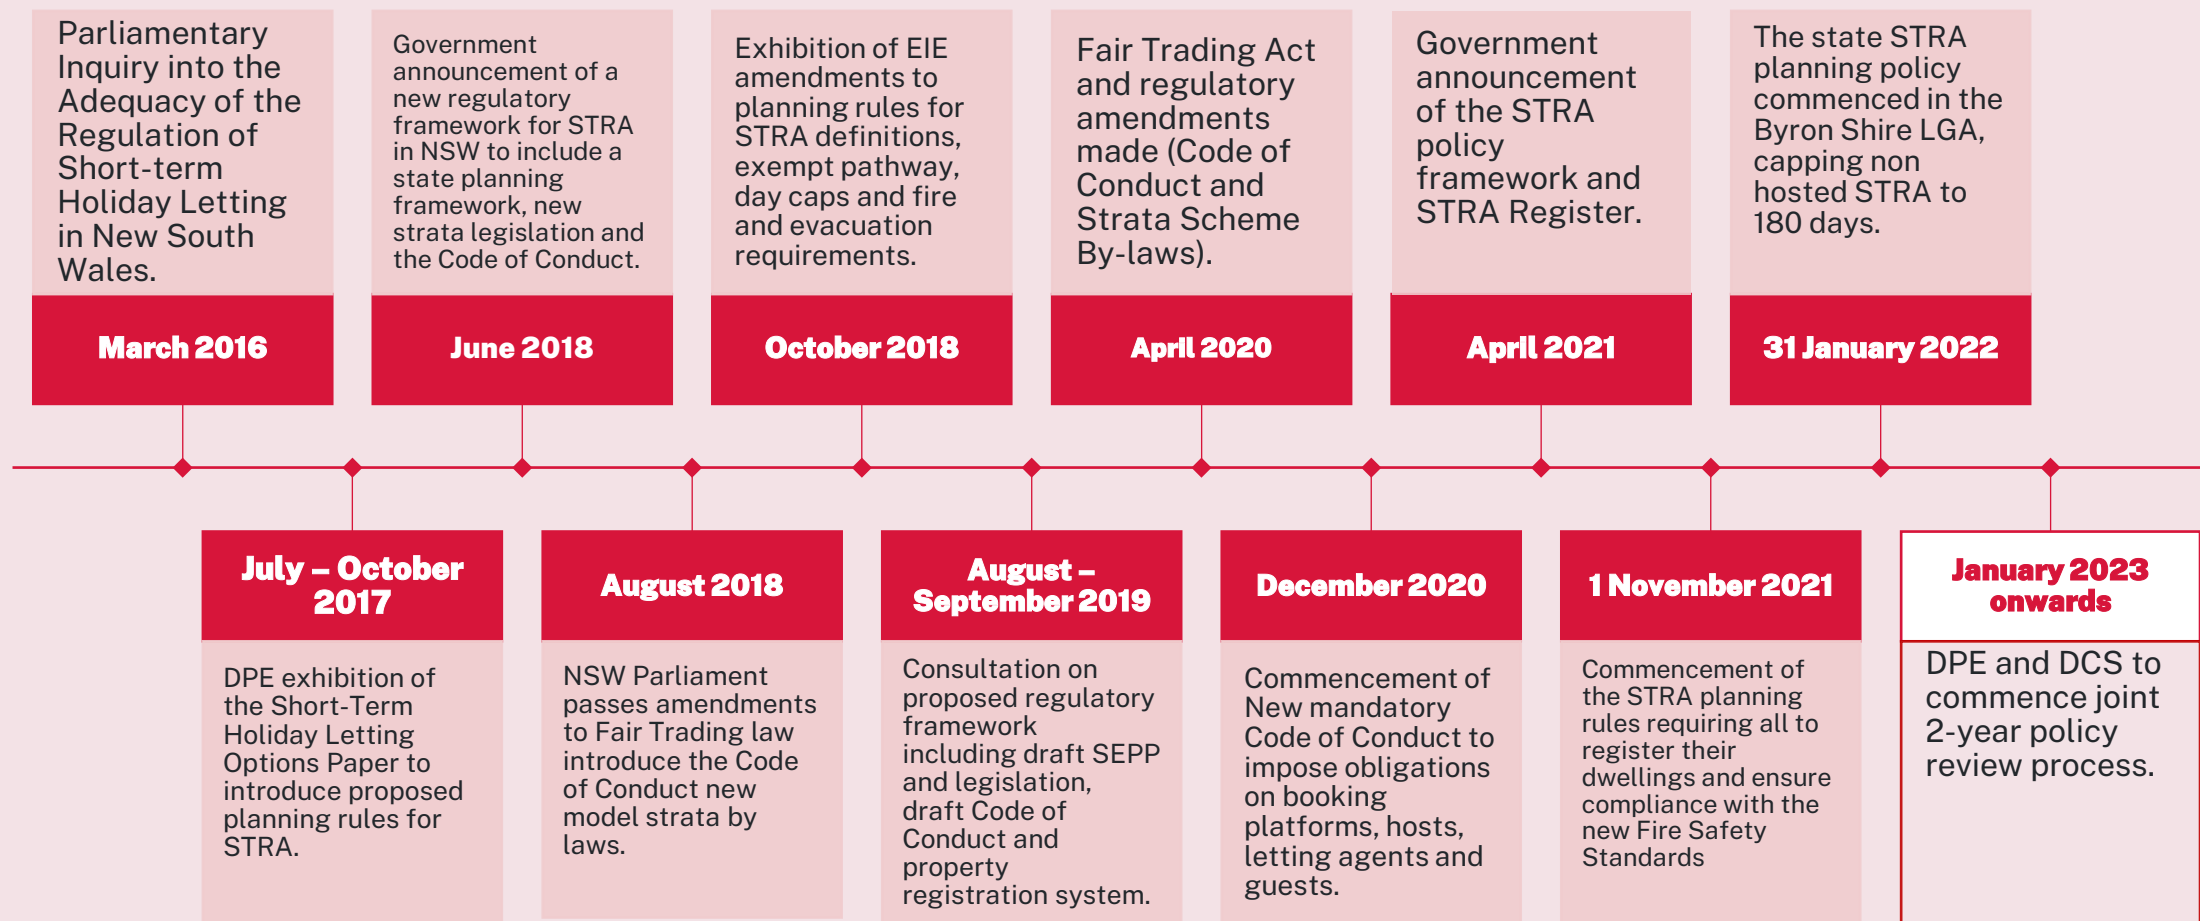 Parliamentary
Inquiry into the
Adequacy of the
Regulation of
Short-term
Holiday Letting
in New South
Wales.
March 2016
Government
announcement of a
new regulatory
framework for STRA
in NSW to include a
state planning
framework, new
strata legislation and
the Code of Conduct.
June 2018
Exhibition of EIE
amendments to
planning rules for
STRA definitions,
exempt pathway,
day caps and fire
and evacuation
requirements.
October 2018
Fair Trading Act
and regulatory
amendments
made (Code of
Conduct and
Strata Scheme
By-laws).
April 2020
Government
announcement
of the STRA
policy
framework and
STRA Register.
April 2021
The state STRA
planning policy
commenced in the
Byron Shire LGA,
capping non
hosted STRA to
180 days.
31 January 2022
July – October
2017
DPE exhibition of
the Short-Term
Holiday Letting
Options Paper to
introduce proposed
planning rules for
STRA.
August 2018
NSW Parliament
passes amendments
to Fair Trading law
introduce the Code
of Conduct new
model strata by
laws.
August –
September 2019
Consultation on
proposed regulatory
framework
including draft SEPP
and legislation,
draft Code of
Conduct and
property
registration system.
December 2020
Commencement of
New mandatory
Code of Conduct to
impose obligations
on booking
platforms, hosts,
letting agents and
guests.
1 November 2021
Commencement of
the STRA planning
rules requiring all to
register their
dwellings and ensure
compliance with the
new Fire Safety
Standards
January 2023
onwards
DPE and DCS to
commence joint
2-year policy
review process.